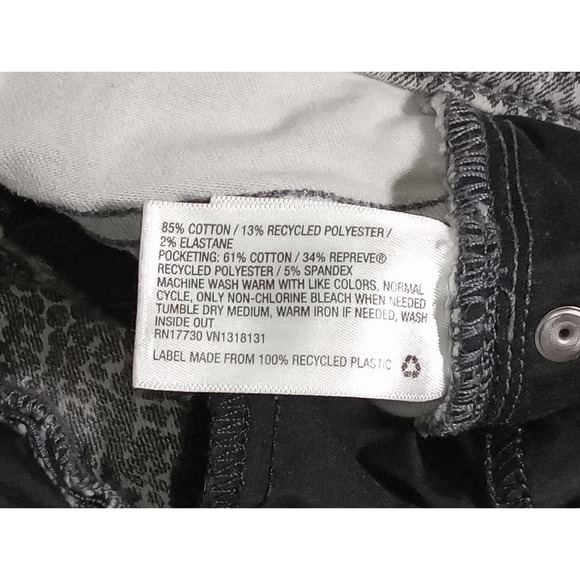 85% COTTON / 13% RECYCLED POLYESTER /
2% ELASTANE
POCKETING: 61% COTTON / 34% REPREVE®
RECYCLED POLYESTER / 5% SPANDEX
MACHINE WASH WARM WITH LIKE COLORS, NORMAL
CYCLE, ONLY NON-CHLORINE BLEACH WHEN NEEDED
TUMBLE DRY MEDIUM, WARM IRON IF NEEDED, WASH
INSIDE OUT
RN17730 VN1318131
LABEL MADE FROM 100% RECYCLED PLASTIC